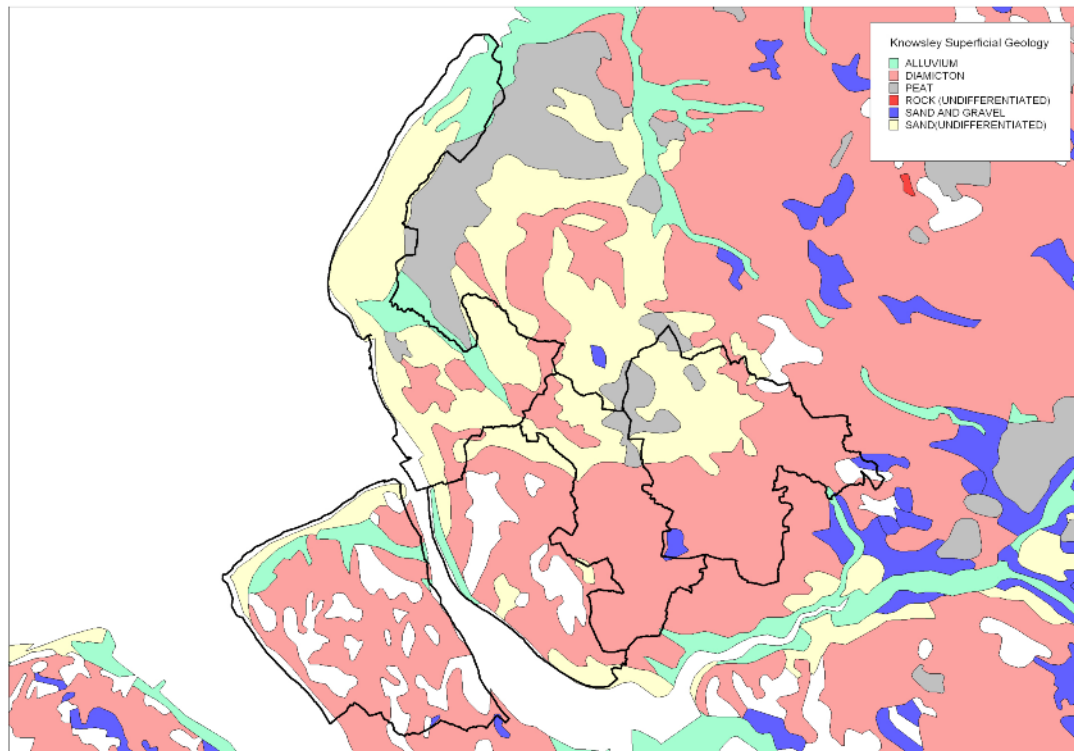 Knowsley Superficial Geology
ALLUVIUM
DIAMICTON
PEAT
ROCK (UNDIFFERENTIATED)
SAND AND GRAVEL
SAND(UNDIFFERENTIATED)